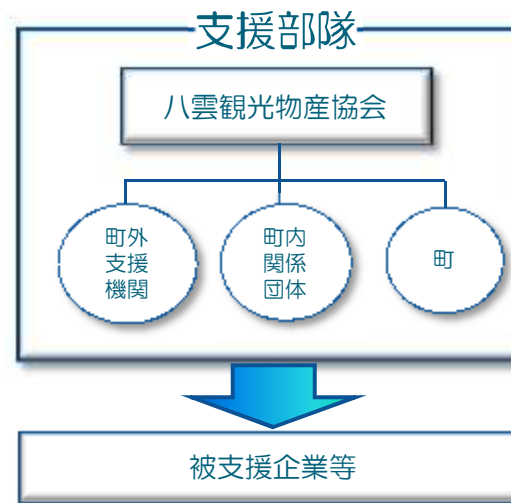 支援部隊
八雲観光物産協会
町外
支援
機関
町内
関係
団体
町
被支援企業等